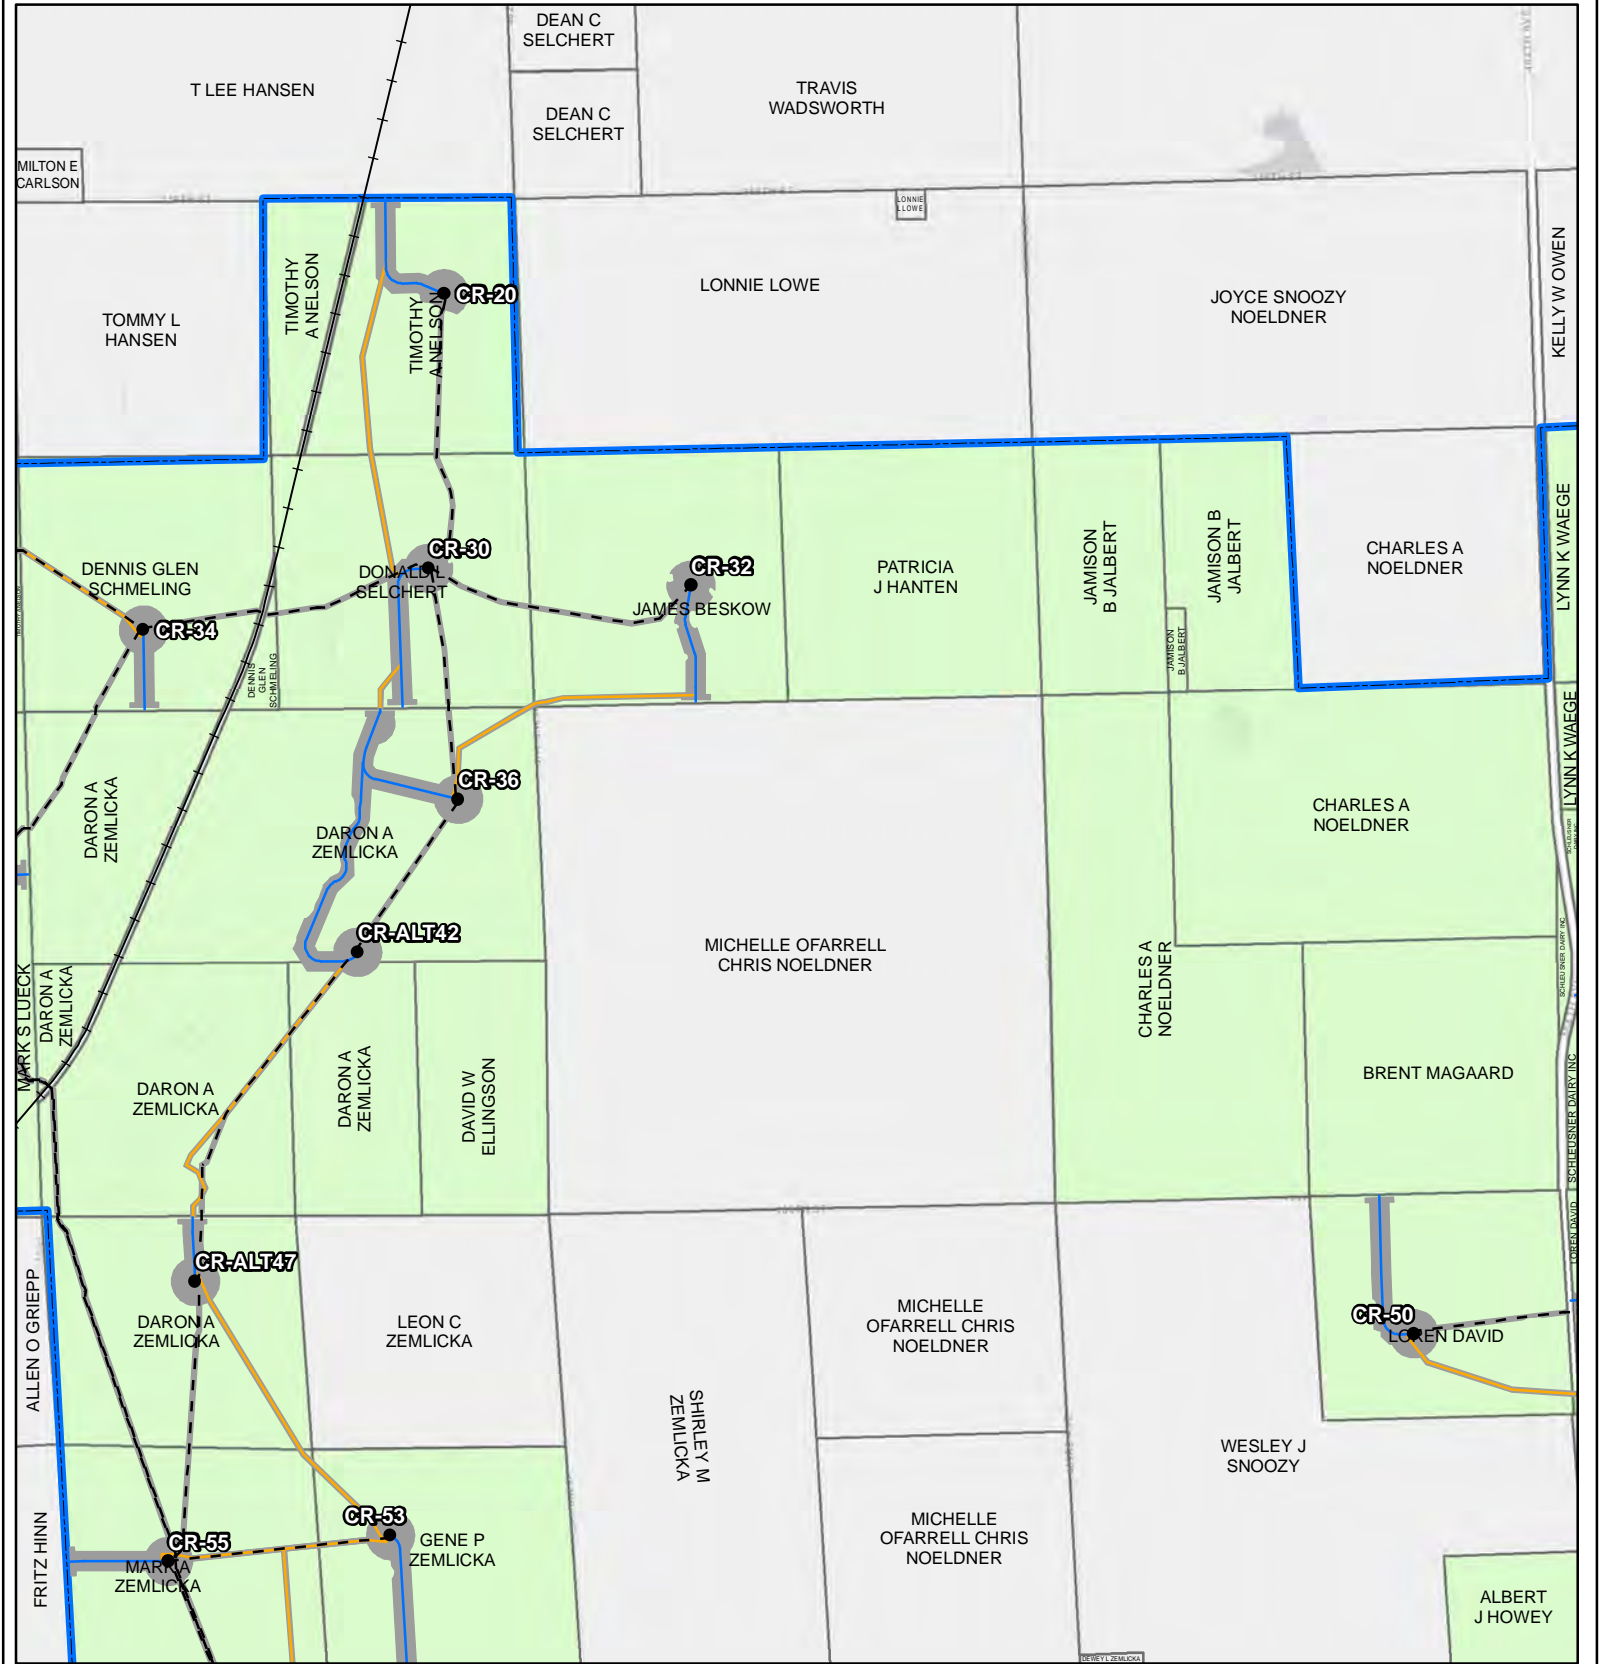 DEAN C
SELCHERT
T LEE HANSEN
TRAVIS
WADSWORTH
DEAN C
SELCHERT
MILTON E
CARLSON
LONNIE
L LOWE
TIMOTHY
A NELSON
KELLY W OWEN
LONNIE LOWE
CR-20
TIMOTHY
A NELSON
JOYCE SNOOZY
NOELDNER
TOMMY L
HANSEN
LYNN K WAEGE
JAMISON
B JALBERT
JAMISON B
JALBERT
CHARLES A
NOELDNER
CR-30
DENNIS GLEN
SCHMELING
DONALD L
SELCHERT
CR-32
JAMES BESKOW
PATRICIA
J HANTEN
CR-34
DENNIS
GLEN
SCHMELING
JAMISON
B JALBERT
LYNN K WAEGE
CR-36
DARON A
ZEMLICKA
DARON A
ZEMLICKA
CHARLES A
NOELDNER
CR-ALT42
MICHELLE OFARRELL
CHRIS NOELDNER
CHARLES A
NOELDNER
SCHLEUSNER DAIRY INC
MARK S LUECK
DARON A
ZEMLICKA
DARON A
ZEMLICKA
DARON A
ZEMLICKA
DAVID W
ELLINGSON
BRENT MAGAARD
SCHLEUSNER DAIRY INC
LOREN DAVID
CR-ALT47
ALLEN O GRIEPP
DARON A
ZEMLICKA
LEON C
ZEMLICKA
MICHELLE
OFARRELL CHRIS
NOELDNER
CR-50
LOREN DAVID
SHIRLEY M
ZEMLICKA
WESLEY J
SNOOZY
FRITZ HINN
CR-53
CR-55
MARK A
ZEMLICKA
GENE P
ZEMLICKA
MICHELLE
OFARRELL CHRIS
NOELDNER
ALBERT
J HOWEY
DEWEY L ZEMLICKA